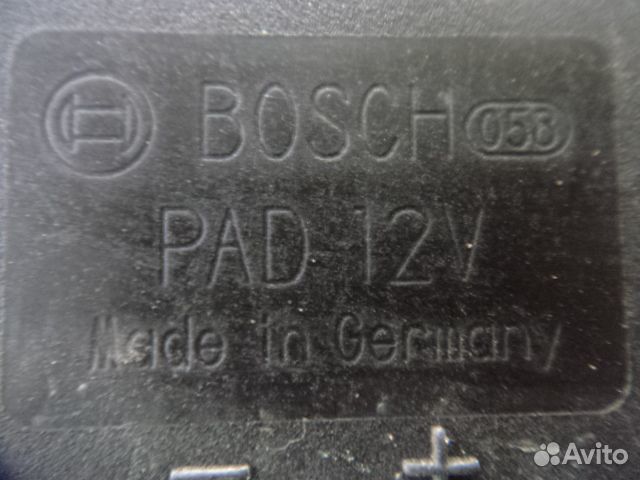 BOSCH 058
PAD 12V
Made in Germany
- +
Avito